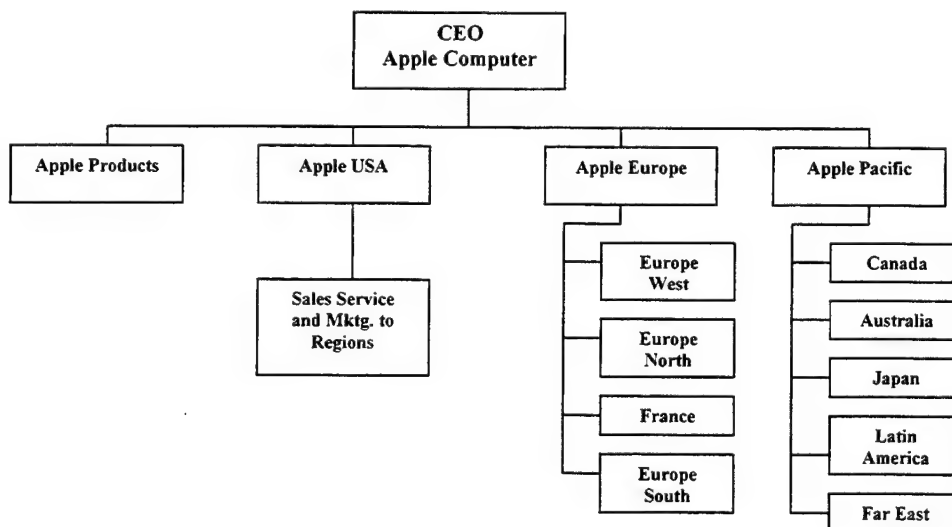 CEO
Apple Computer
Apple Products
Apple USA
Apple Europe
Apple Pacific
Sales Service
and Mktg. to
Regions
Europe
West
Europe
North
France
Europe
South
Canada
Australia
Japan
Latin
America
Far East